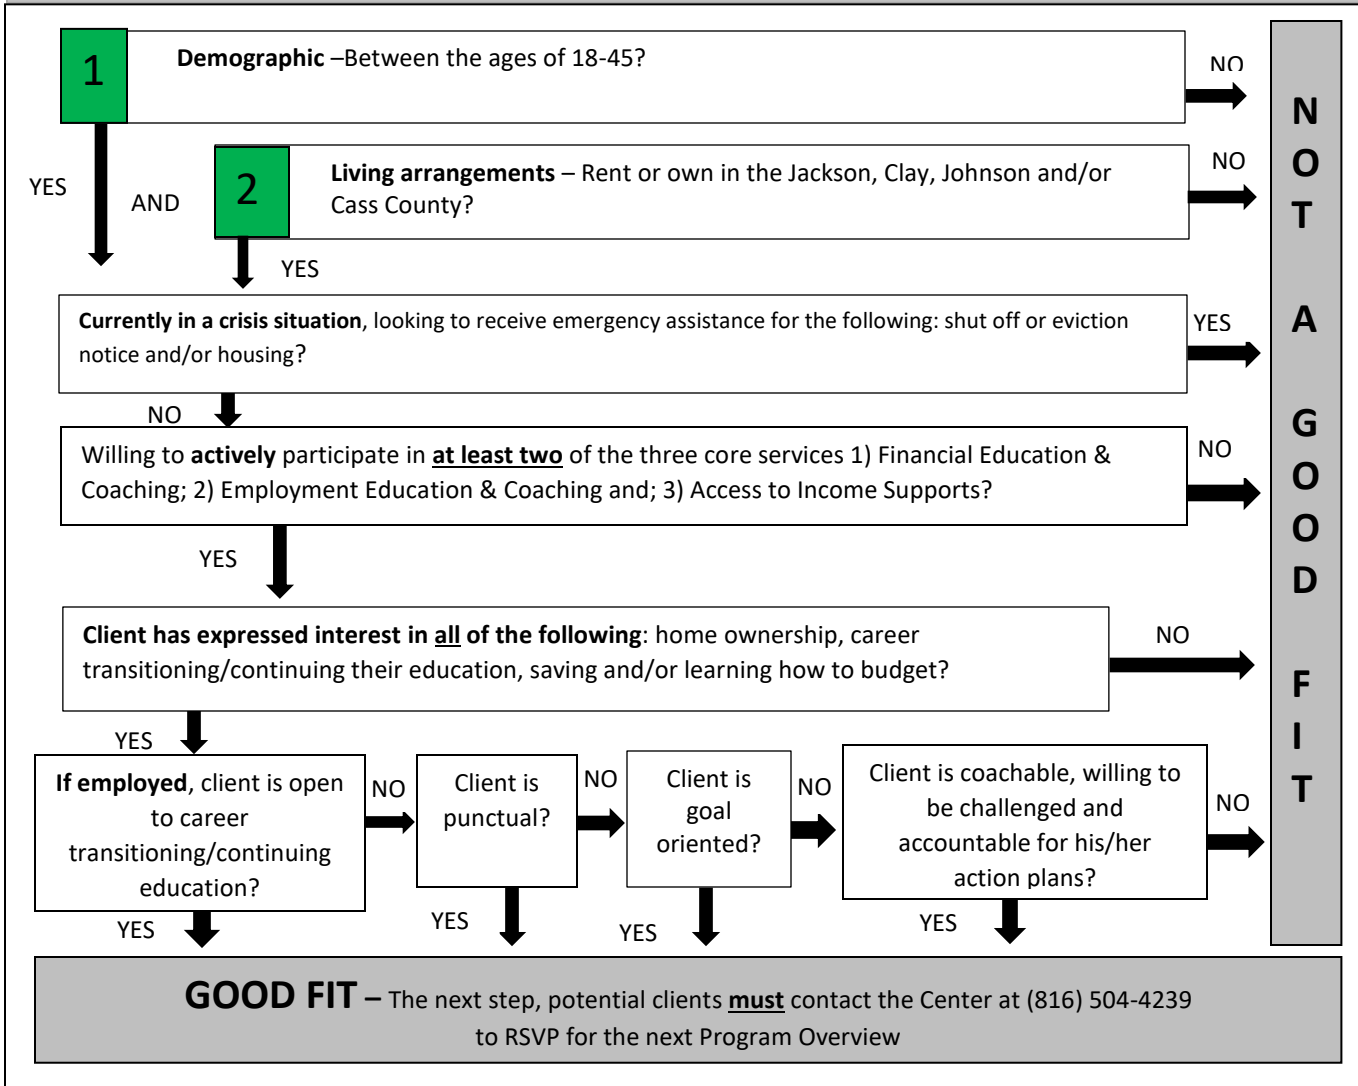 1
Demographic –Between the ages of 18-45?
NO
YES
AND
2
Living arrangements – Rent or own in the Jackson, Clay, Johnson and/or
Cass County?
NO
YES
Currently in a crisis situation, looking to receive emergency assistance for the following: shut off or eviction
notice and/or housing?
YES
NO
Willing to actively participate in at least two of the three core services 1) Financial Education &
Coaching; 2) Employment Education & Coaching and; 3) Access to Income Supports?
NO
YES
Client has expressed interest in all of the following: home ownership, career
transitioning/continuing their education, saving and/or learning how to budget?
NO
YES
If employed, client is open
to career
transitioning/continuing
education?
NO
YES
Client is
punctual?
NO
YES
Client is
goal
oriented?
NO
YES
Client is coachable, willing to
be challenged and
accountable for his/her
action plans?
NO
YES
NOT A GOOD FIT
GOOD FIT – The next step, potential clients must contact the Center at (816) 504-4239
to RSVP for the next Program Overview